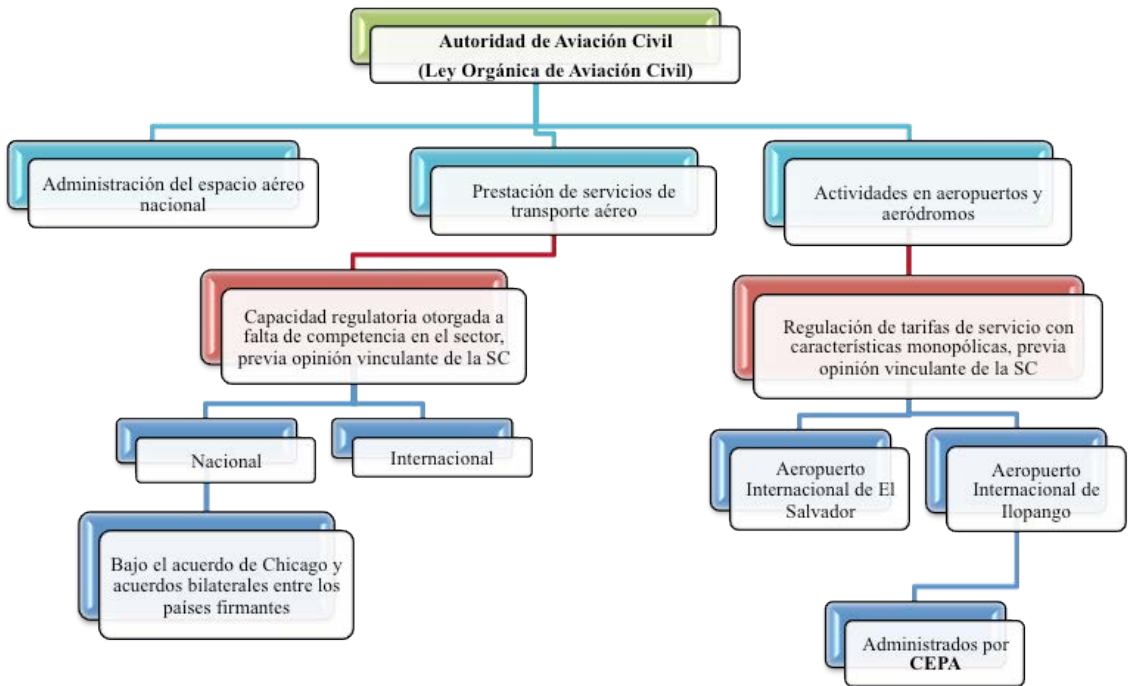 Autoridad de Aviación Civil
(Ley Orgánica de Aviación Civil)
Administración del espacio aéreo
nacional
Prestación de servicios de
transporte aéreo
Actividades en aeropuertos y
aeródromos
Capacidad regulatoria otorgada a
falta de competencia en el sector,
previa opinión vinculante de la SC
Regulación de tarifas de servicio con
características monopólicas, previa
opinión vinculante de la SC
Nacional
Internacional
Aeropuerto
Internacional de El
Salvador
Aeropuerto
Internacional de
Ilopango
Bajo el acuerdo de Chicago y
acuerdos bilaterales entre los
países firmantes
Administrados por
CEPA